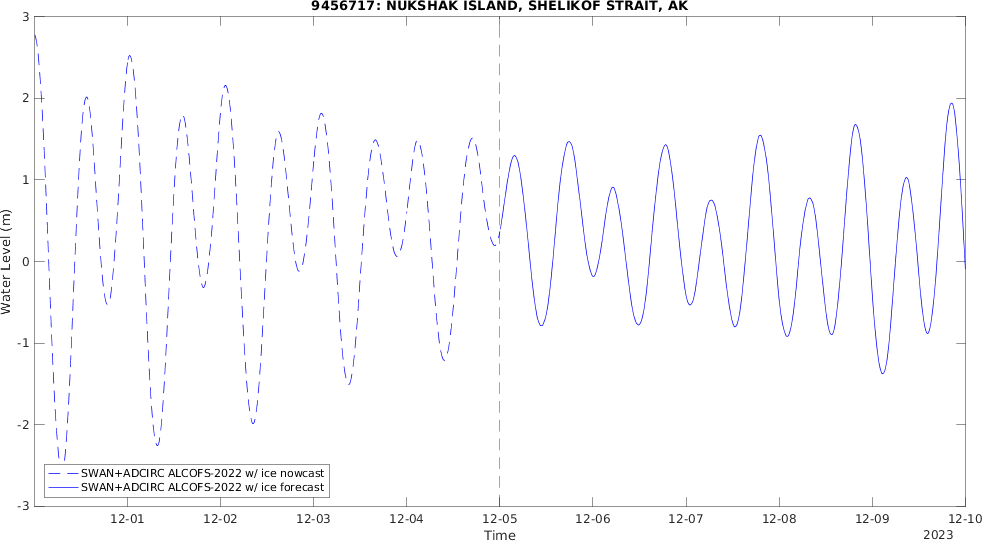 9456717: NUKSHAK ISLAND, SHELIKOF STRAIT, AK
3
2
1
0
-1
-2
-3
Water Level (m)
SWAN+ADCIRC ALCOFS-2022 w/ ice nowcast
SWAN+ADCIRC ALCOFS-2022 w/ ice forecast
12-01 12-02 12-03 12-04 12-05 12-06 12-07 12-08 12-09 12-10
Time
2023